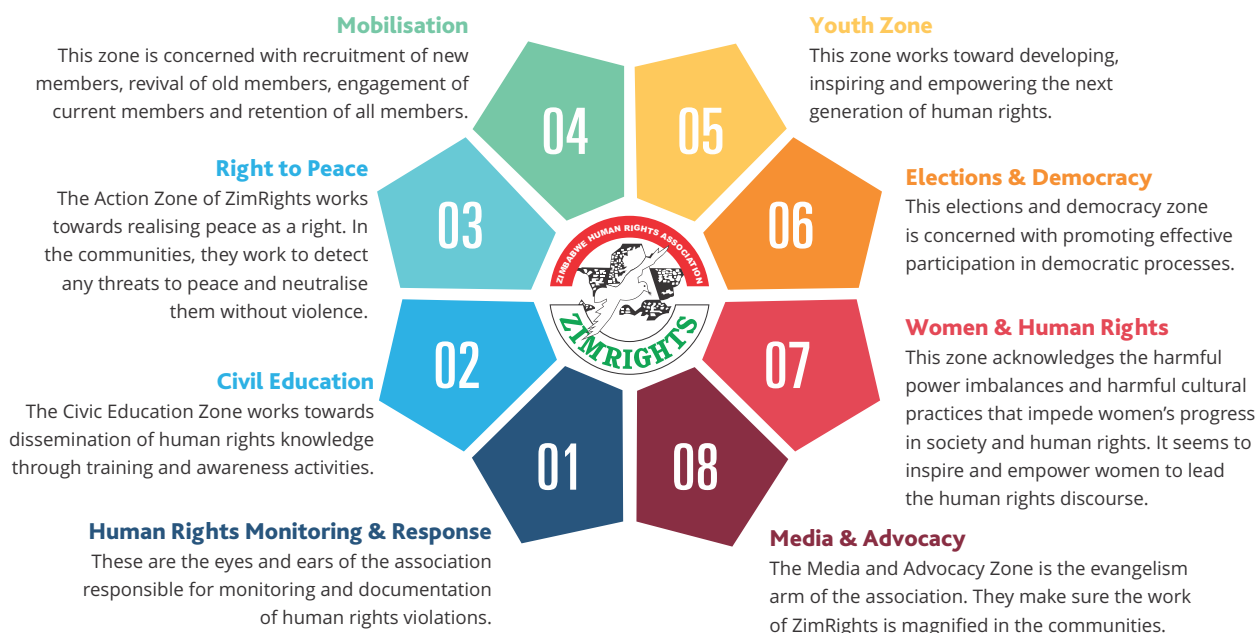 Mobilisation
This zone is concerned with recruitment of new
members, revival of old members, engagement of
current members and retention of all members.
Right to Peace
The Action Zone of ZimRights works
towards realising peace as a right. In
the communities, they work to detect
any threats to peace and neutralise
them without violence.
Civil Education
The Civic Education Zone works towards
dissemination of human rights knowledge
through training and awareness activities.
Human Rights Monitoring & Response
These are the eyes and ears of the association
responsible for monitoring and documentation
of human rights violations.
04
05
03
06
02
07
01
08
ZIMBABWE HUMAN RIGHTS ASSOCIATION
ZIMRIGHTS
Youth Zone
This zone works toward developing,
inspiring and empowering the next
generation of human rights.
Elections & Democracy
This elections and democracy zone
is concerned with promoting effective
participation in democratic processes.
Women & Human Rights
This zone acknowledges the harmful
power imbalances and harmful cultural
practices that impede women’s progress
in society and human rights. It seems to
inspire and empower women to lead
the human rights discourse.
Media & Advocacy
The Media and Advocacy Zone is the evangelism
arm of the association. They make sure the work
of ZimRights is magnified in the communities.